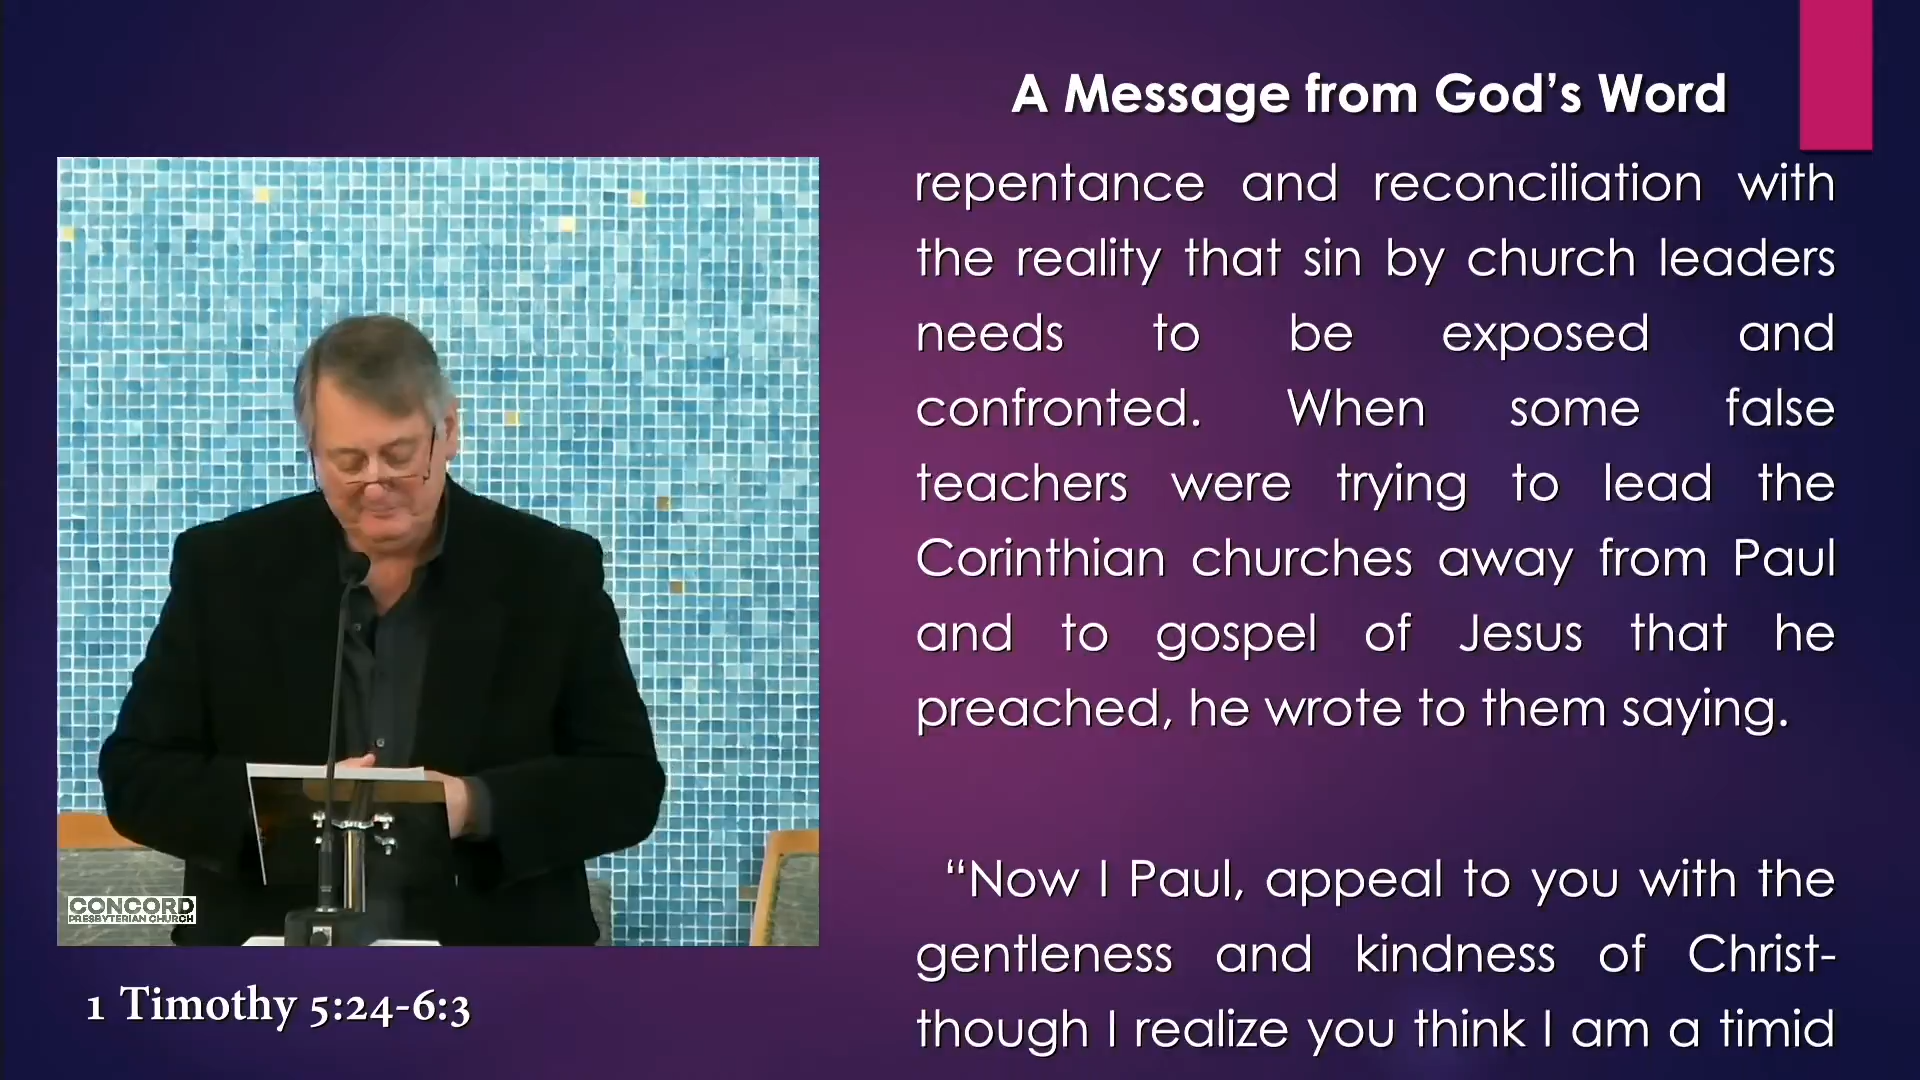 A Message from God’s Word
repentance and reconciliation with
the reality that sin by church leaders
needs to be exposed and
confronted. When some false
teachers were trying to lead the
Corinthian churches away from Paul
and to gospel of Jesus that he
preached, he wrote to them saying.
“Now I Paul, appeal to you with the
gentleness and kindness of Christ-
though I realize you think I am a timid
CONCORD
PRESBYTERIAN CHURCH
1 Timothy 5:24-6:3